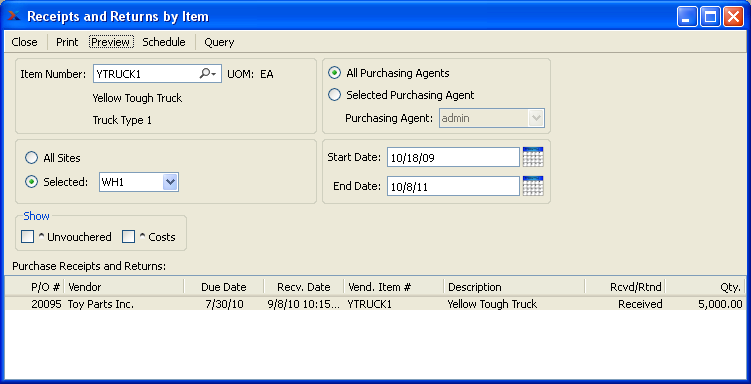 Receipts and Returns by Item
Close Print Preview Schedule Query
Item Number: YTRUCK1 UOM: EA
Yellow Tough Truck
Truck Type 1
All Purchasing Agents
Selected Purchasing Agent
Purchasing Agent: admin
All Sites
Selected: WH1
Start Date: 10/18/09
End Date: 10/8/11
Show
^ Unvouchered ^ Costs
Purchase Receipts and Returns:
P/O # Vendor Due Date Recv. Date Vend. Item # Description Rcvd/Rtnd Qty.
20095 Toy Parts Inc. 7/30/10 9/8/10 10:15... YTRUCK1 Yellow Tough Truck Received 5,000.00